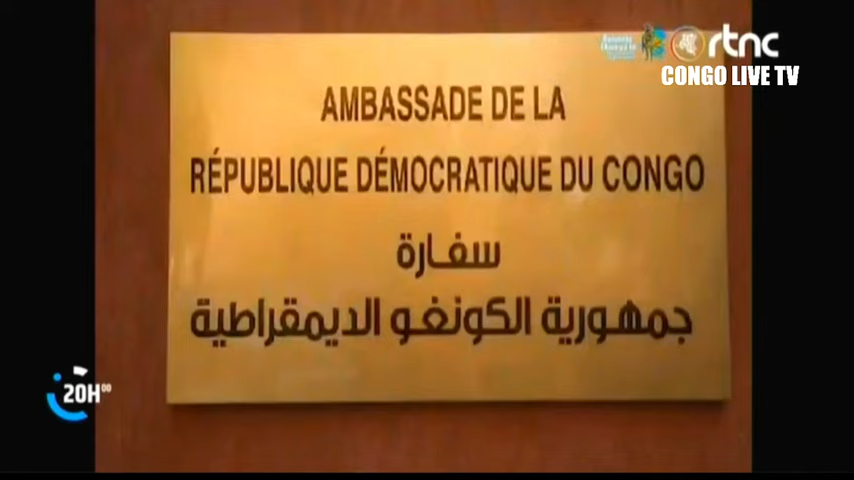 rtnc
CONGO LIVE TV
AMBASSADE DE LA
RÉPUBLIQUE DÉMOCRATIQUE DU CONGO
سفارة
جمهورية الكونغو الديمقراطية
20H00